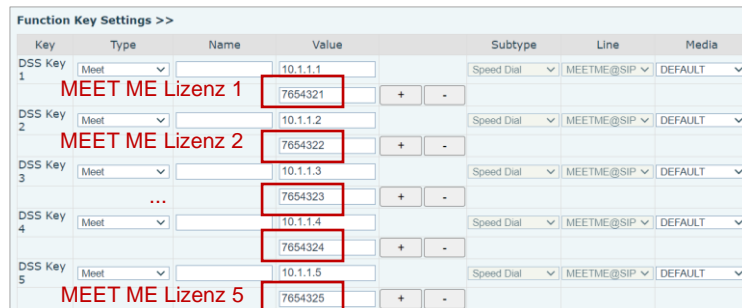 Function Key Settings >>
Key Type Name Value Subtype Line Media
DSS Key 1 Meet 10.1.1.1 Speed Dial MEETME@SIP DEFAULT
MEET ME Lizenz 1 7654321 + -
DSS Key 2 Meet 10.1.1.2 Speed Dial MEETME@SIP DEFAULT
MEET ME Lizenz 2 7654322 + -
DSS Key 3 Meet 10.1.1.3 Speed Dial MEETME@SIP DEFAULT
... 7654323 + -
DSS Key 4 Meet 10.1.1.4 Speed Dial MEETME@SIP DEFAULT
7654324 + -
DSS Key 5 Meet 10.1.1.5 Speed Dial MEETME@SIP DEFAULT
MEET ME Lizenz 5 7654325 + -